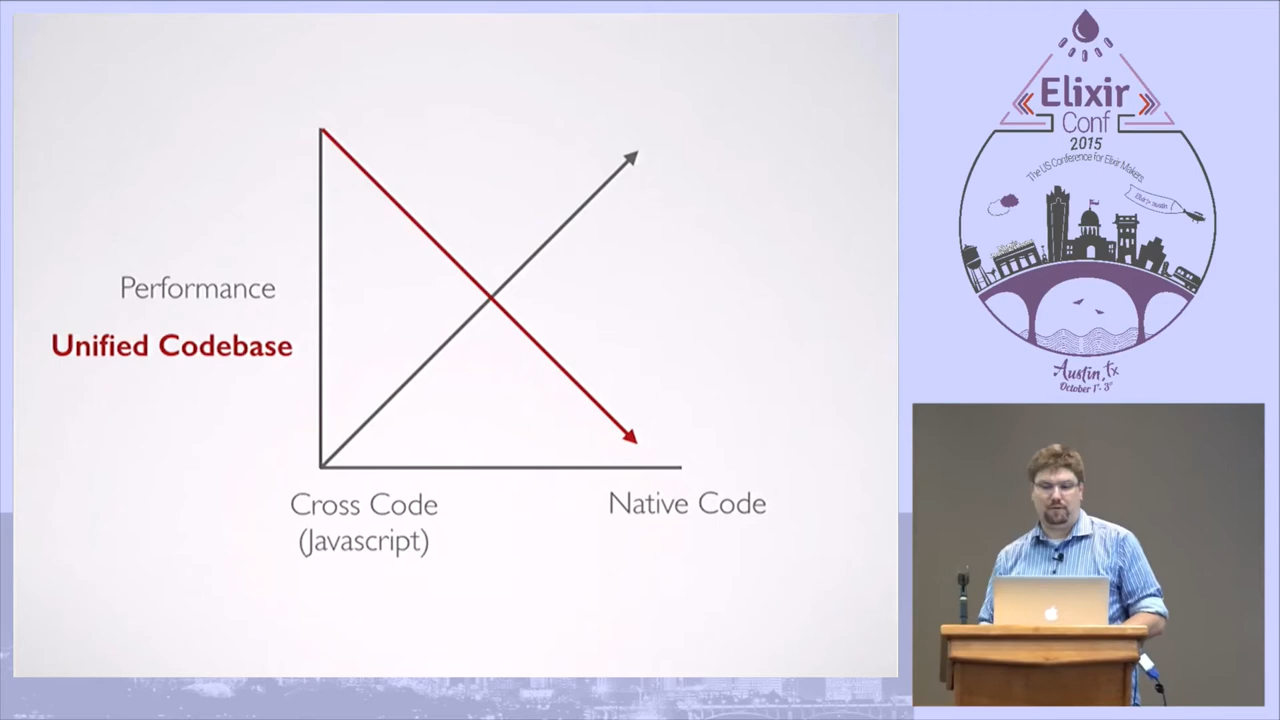 Performance
Unified Codebase
Cross Code
(Javascript)
Native Code
Elixir
Conf
2015
The US Conference for Elixir Makers
Austin, TX
October 1st - 3rd